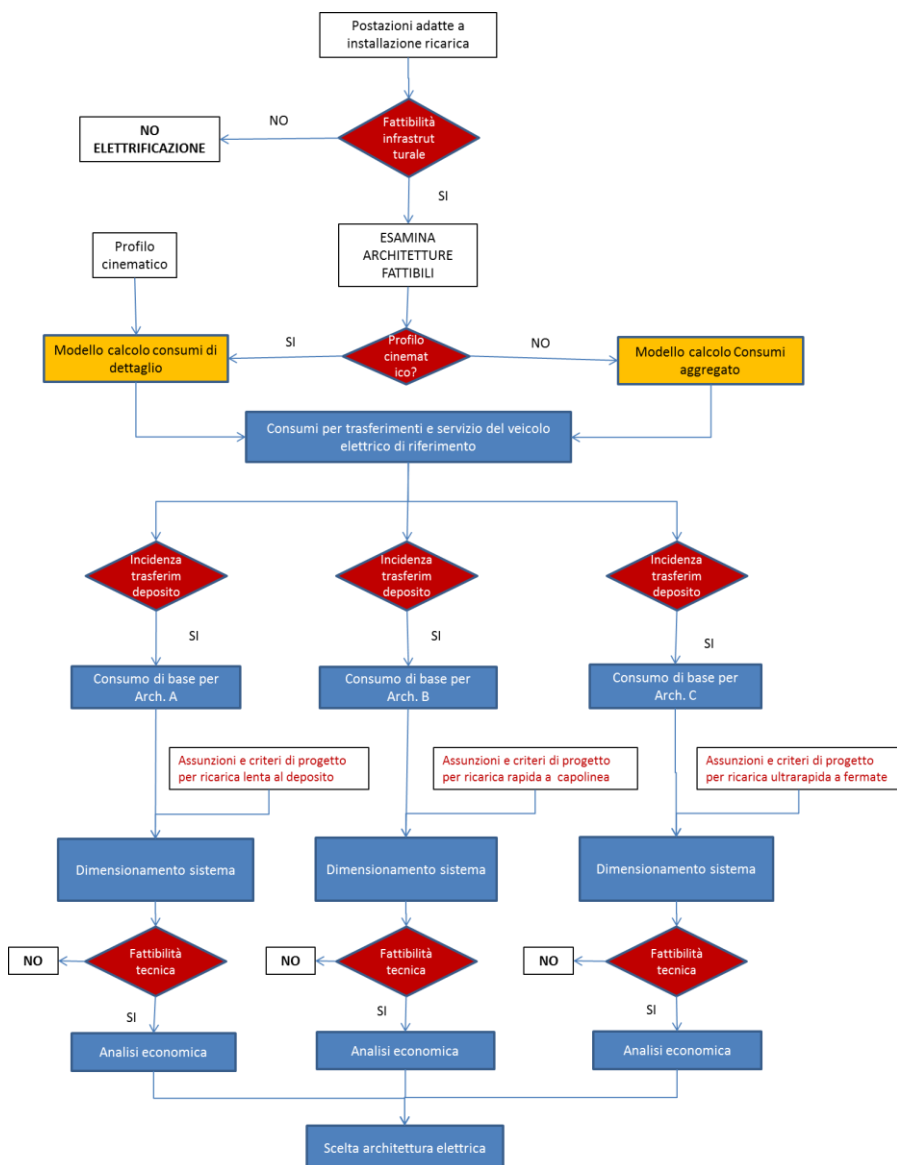 Postazioni adatte a
installazione ricarica
NO
NO
ELETTRIFICAZIONE
Fattibilità
infrastrut
turale
SI
Profilo
cinematico
ESAMINA
ARCHITETTURE
FATTIBILI
SI
NO
Modello calcolo consumi di
dettaglio
Profilo
cinemat
ico?
Modello calcolo Consumi
aggregato
Consumi per trasferimenti e servizio del veicolo
elettrico di riferimento
Incidenza
trasferim
deposito
Incidenza
trasferim
deposito
Incidenza
trasferim
deposito
SI
SI
SI
Consumo di base per
Arch. A
Consumo di base per
Arch. B
Consumo di base per
Arch. C
Assunzioni e criteri di progetto
per ricarica lenta al deposito
Assunzioni e criteri di progetto
per ricarica rapida a capolinea
Assunzioni e criteri di progetto
per ricarica ultrarapida a fermate
Dimensionamento sistema
Dimensionamento sistema
Dimensionamento sistema
NO
Fattibilità
tecnica
NO
Fattibilità
tecnica
NO
Fattibilità
tecnica
SI
SI
SI
Analisi economica
Analisi economica
Analisi economica
Scelta architettura elettrica